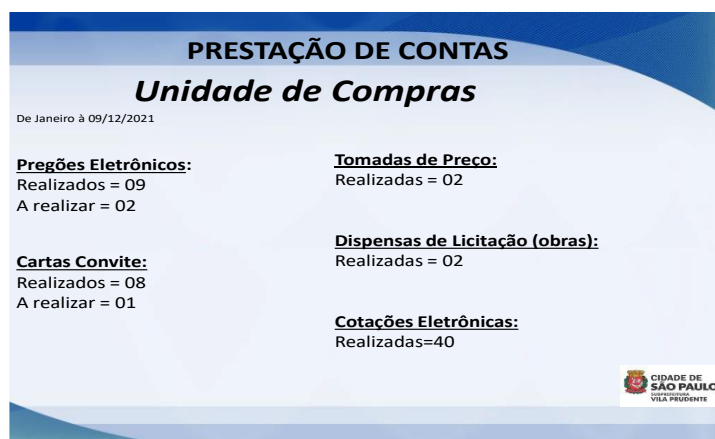 PRESTAÇÃO DE CONTAS
Unidade de Compras
De Janeiro à 09/12/2021
Pregões Eletrônicos:
Realizados = 09
A realizar = 02
Cartas Convite:
Realizados = 08
A realizar = 01
Tomadas de Preço:
Realizadas = 02
Dispensas de Licitação (obras):
Realizadas = 02
Cotações Eletrônicas:
Realizadas=40
CIDADE DE
SÃO PAULO
SUBPREFEITURA
VILA PRUDENTE